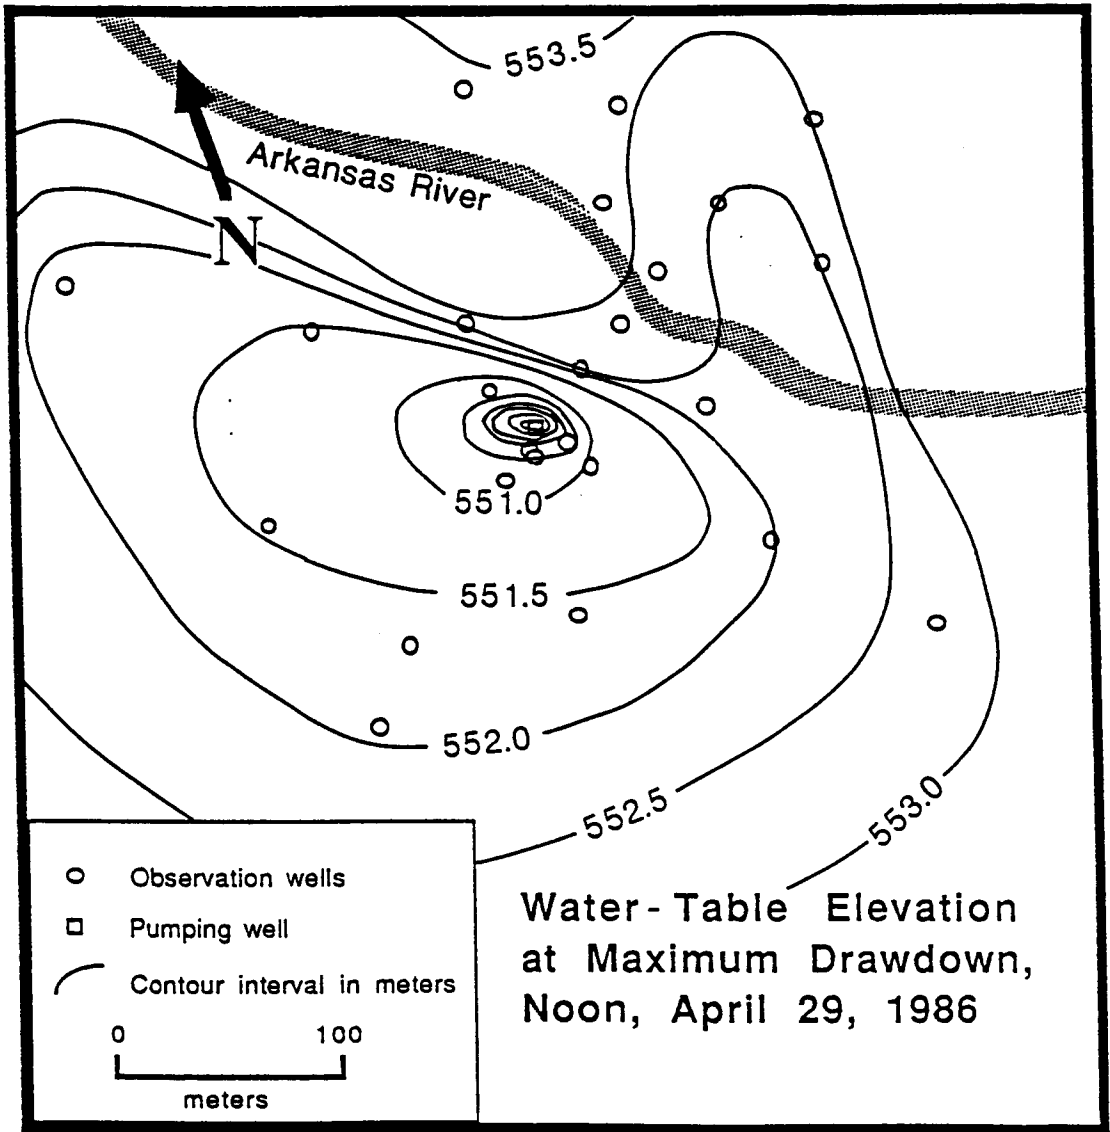 553.5
Arkansas River
N
551.0
551.5
552.0
552.5
553.0
Observation wells
Pumping well
Contour interval in meters
0 100
meters
Water-Table Elevation
at Maximum Drawdown,
Noon, April 29, 1986